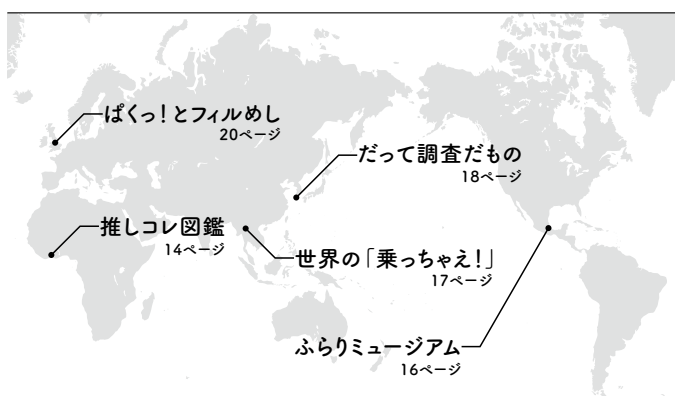 ぱくっ!とフィルめし
20ページ
だって調査だもの
18ページ
推しコレ図鑑
14ページ
世界の「乗っちゃえ!」
17ページ
ふらりミュージアム
16ページ